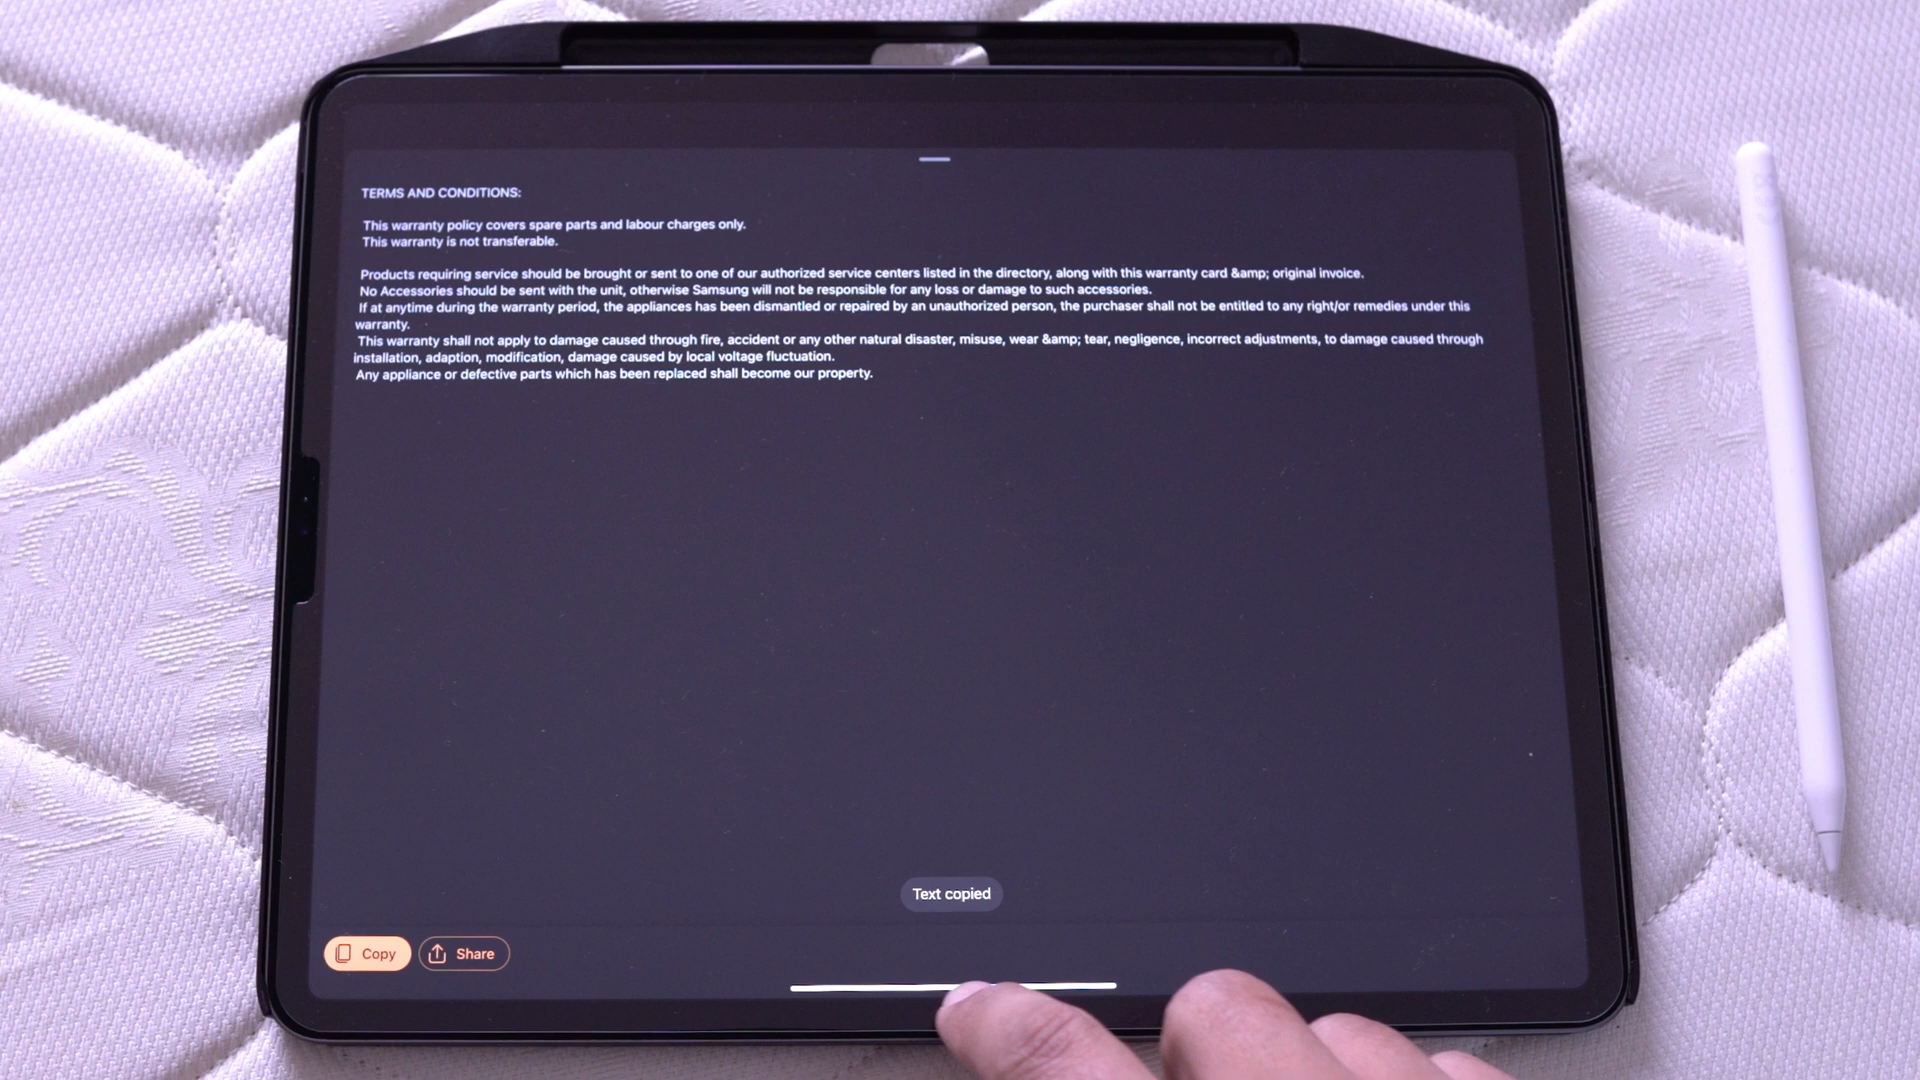 TERMS AND CONDITIONS:
This warranty policy covers spare parts and labour charges only.
This warranty is not transferable.
Products requiring service should be brought or sent to one of our authorized service centers listed in the directory, along with this warranty card &amp; original invoice.
No Accessories should be sent with the unit, otherwise Samsung will not be responsible for any loss or damage to such accessories.
If at anytime during the warranty period, the appliances has been dismantled or repaired by an unauthorized person, the purchaser shall not be entitled to any right/or remedies under this
warranty.
This warranty shall not apply to damage caused through fire, accident or any other natural disaster, misuse, wear &amp; tear, negligence, incorrect adjustments, to damage caused through
installation, adaption, modification, damage caused by local voltage fluctuation.
Any appliance or defective parts which has been replaced shall become our property.
Text copied
Copy
Share